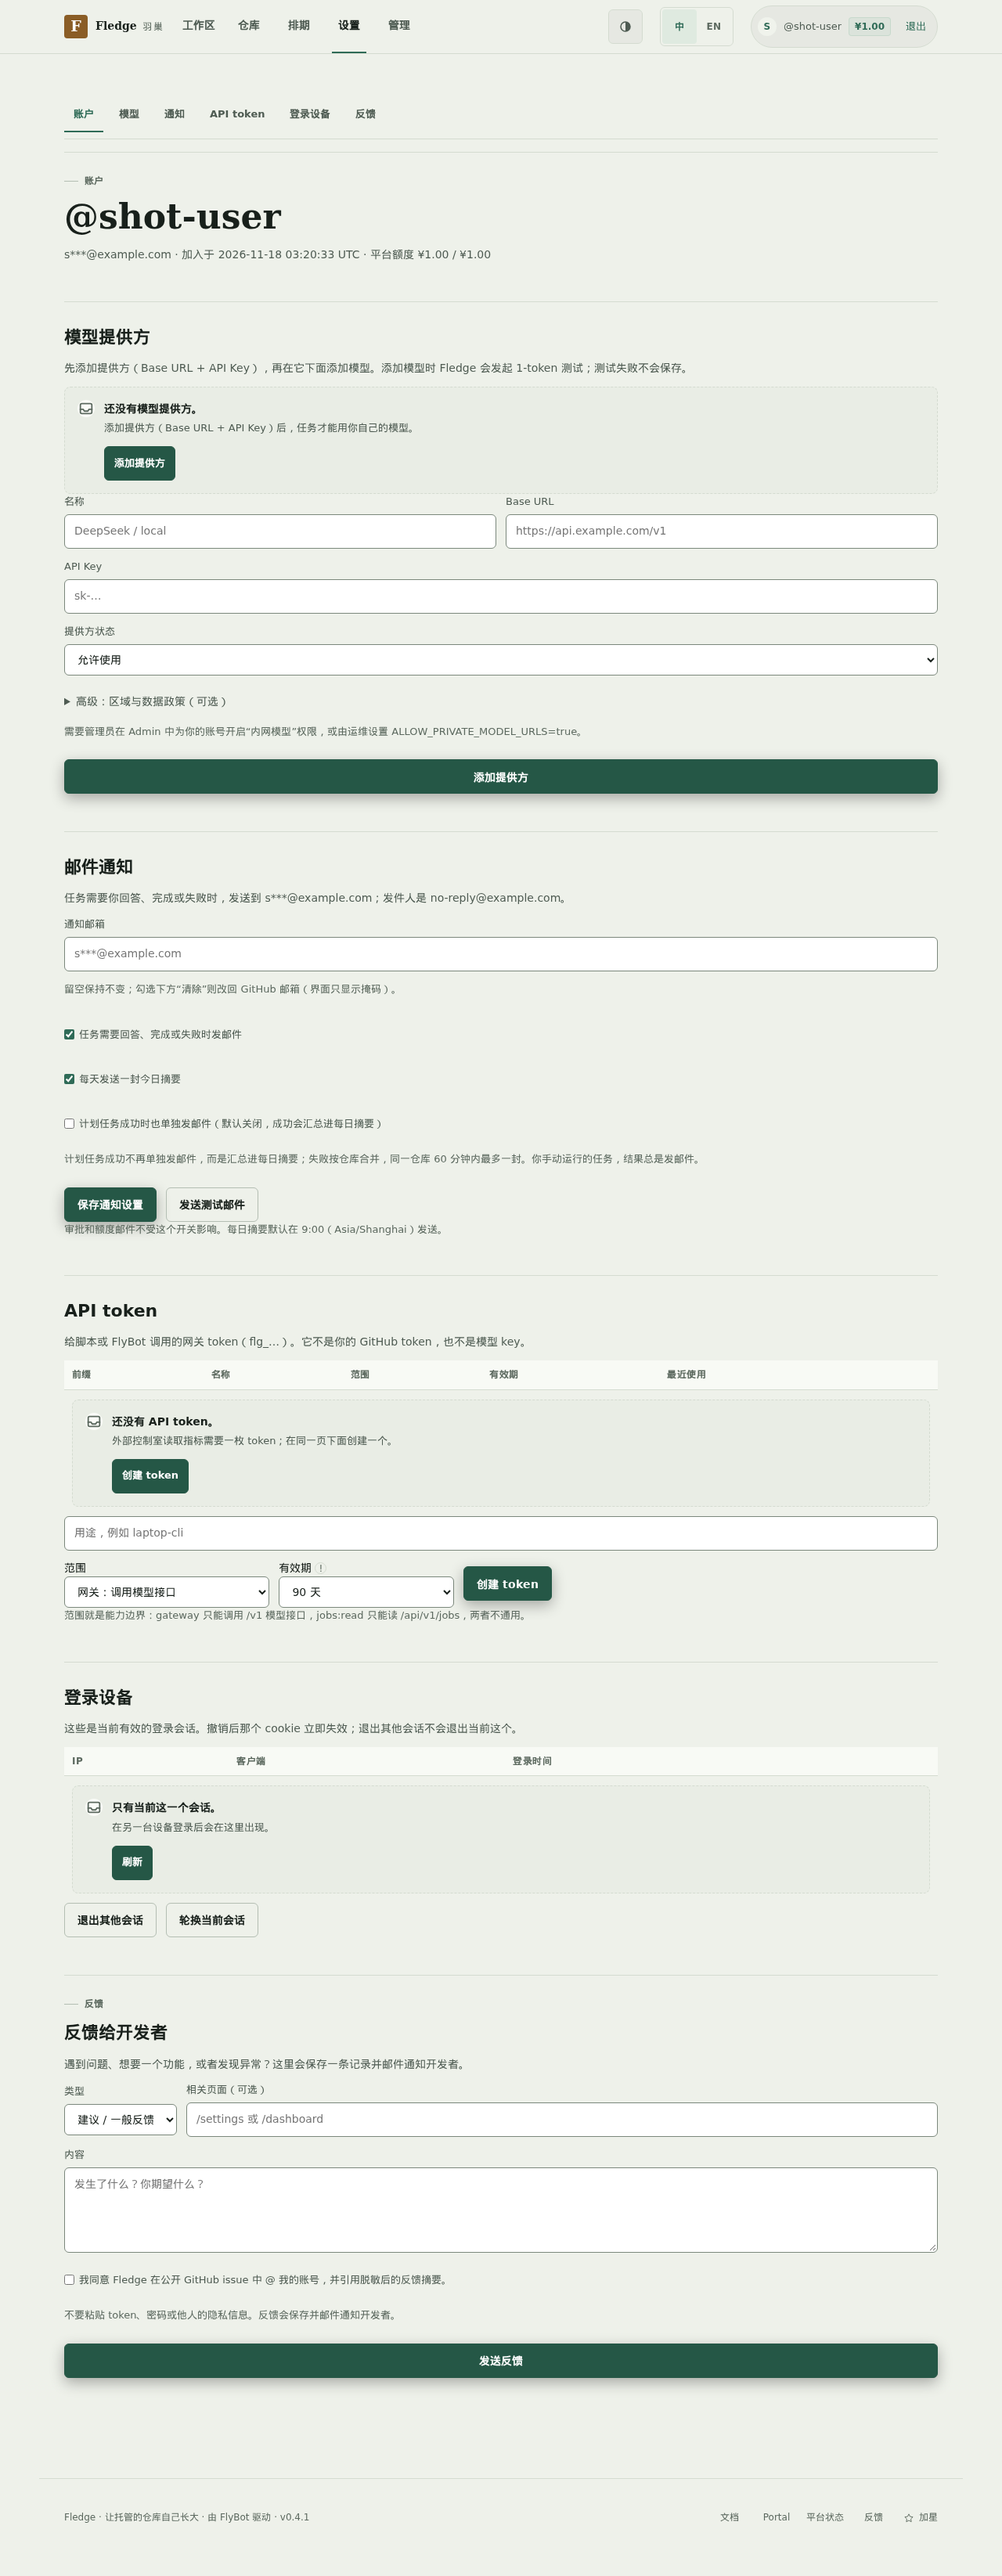 F Fledge 羽巢 工作区 仓库 排期 设置 管理 中 EN S @shot-user ¥1.00 退出
账户 模型 通知 API token 登录设备 反馈
账户
@shot-user
s***@example.com · 加入于 2026-11-18 03:20:33 UTC · 平台额度 ¥1.00 / ¥1.00
模型提供方
先添加提供方（Base URL + API Key），再在它下面添加模型。添加模型时 Fledge 会发起 1-token 测试；测试失败不会保存。
还没有模型提供方。
添加提供方（Base URL + API Key）后，任务才能用你自己的模型。
添加提供方
名称 Base URL
DeepSeek / local https://api.example.com/v1
API Key
sk-...
提供方状态
允许使用
高级：区域与数据政策（可选）
需要管理员在 Admin 中为你的账号开启“内网模型”权限，或由运维设置 ALLOW_PRIVATE_MODEL_URLS=true。
添加提供方
邮件通知
任务需要你回答、完成或失败时，发送到 s***@example.com；发件人是 no-reply@example.com。
通知邮箱
s***@example.com
留空保持不变；勾选下方“清除”则改回 GitHub 邮箱（界面只显示掩码）。
任务需要回答、完成或失败时发邮件
每天发送一封今日摘要
计划任务成功时也单独发邮件（默认关闭，成功会汇总进每日摘要）
计划任务成功不再单独发邮件，而是汇总进每日摘要；失败按仓库合并，同一仓库 60 分钟内最多一封。你手动运行的任务，结果总是发邮件。
保存通知设置 发送测试邮件
审批和额度邮件不受这个开关影响。每日摘要默认在 9:00（Asia/Shanghai）发送。
API token
给脚本或 FlyBot 调用的网关 token（flg_…）。它不是你的 GitHub token，也不是模型 key。
前缀 名称 范围 有效期 最近使用
还没有 API token。
外部控制室读取指标需要一枚 token；在同一页下面创建一个。
创建 token
用途，例如 laptop-cli
范围 有效期 !
网关：调用模型接口 90 天 创建 token
范围就是能力边界：gateway 只能调用 /v1 模型接口，jobs:read 只能读 /api/v1/jobs，两者不通用。
登录设备
这些是当前有效的登录会话。撤销后那个 cookie 立即失效；退出其他会话不会退出当前这个。
IP 客户端 登录时间
只有当前这一个会话。
在另一台设备登录后会在这里出现。
刷新
退出其他会话 轮换当前会话
反馈
反馈给开发者
遇到问题、想要一个功能，或者发现异常？这里会保存一条记录并邮件通知开发者。
类型 相关页面（可选）
建议 / 一般反馈 /settings 或 /dashboard
内容
发生了什么？你期望什么？
我同意 Fledge 在公开 GitHub issue 中 @ 我的账号，并引用脱敏后的反馈摘要。
不要粘贴 token、密码或他人的隐私信息。反馈会保存并邮件通知开发者。
发送反馈
Fledge · 让托管的仓库自己长大 · 由 FlyBot 驱动 · v0.4.1 文档 Portal 平台状态 反馈 加星